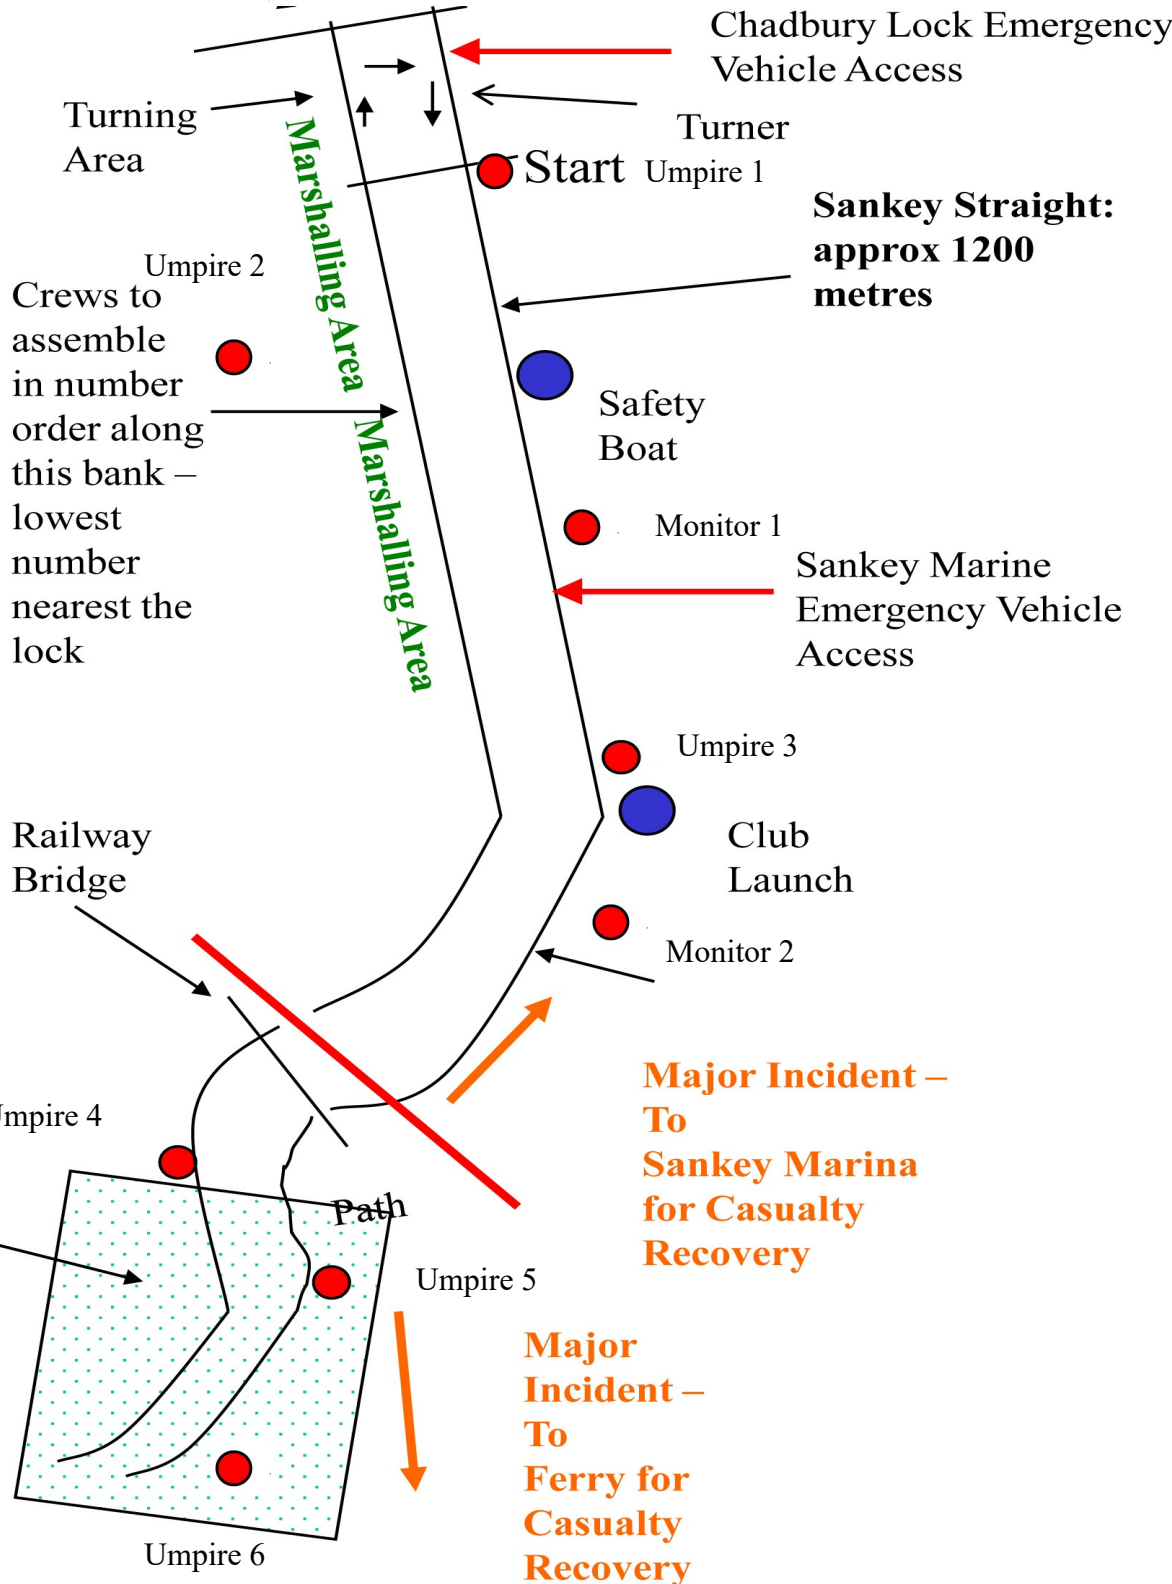 Chadbury Lock Emergency
Vehicle Access
Turning
Area
Turner
Start
Umpire 1
Marshalling Area
Sankey Straight:
approx 1200
metres
Umpire 2
Crews to
assemble
in number
order along
this bank –
lowest
number
nearest the
lock
Safety
Boat
Marshalling Area
Monitor 1
Sankey Marine
Emergency Vehicle
Access
Umpire 3
Railway
Bridge
Club
Launch
Monitor 2
Major Incident –
To
Sankey Marina
for Casualty
Recovery
mpire 4
Path
Umpire 5
Major
Incident –
To
Ferry for
Casualty
Recovery
Umpire 6